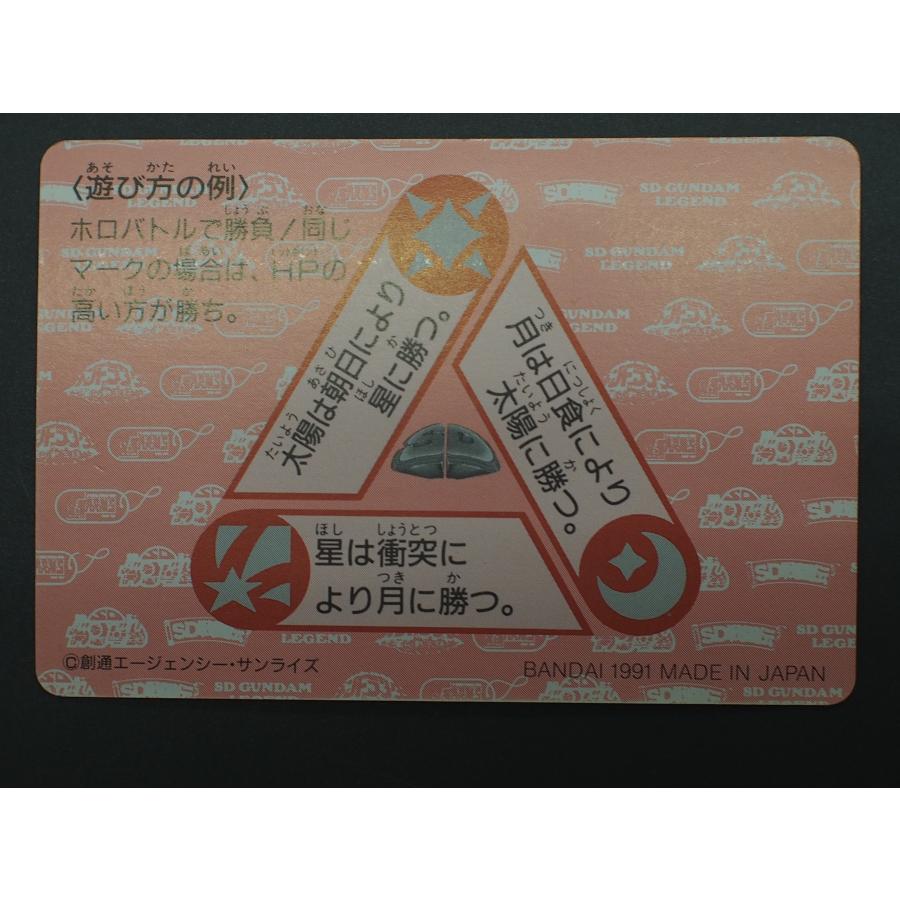 〈遊び方の例〉
ホロバトルで勝負！同じ
マークの場合は、HPの
高い方が勝ち。
太陽は朝日により
星に勝つ。
月は日食により
太陽に勝つ。
星は衝突に
より月に勝つ。
©創通エージェンシー・サンライズ
BANDAI 1991 MADE IN JAPAN
SD GUNDAM
LEGEND